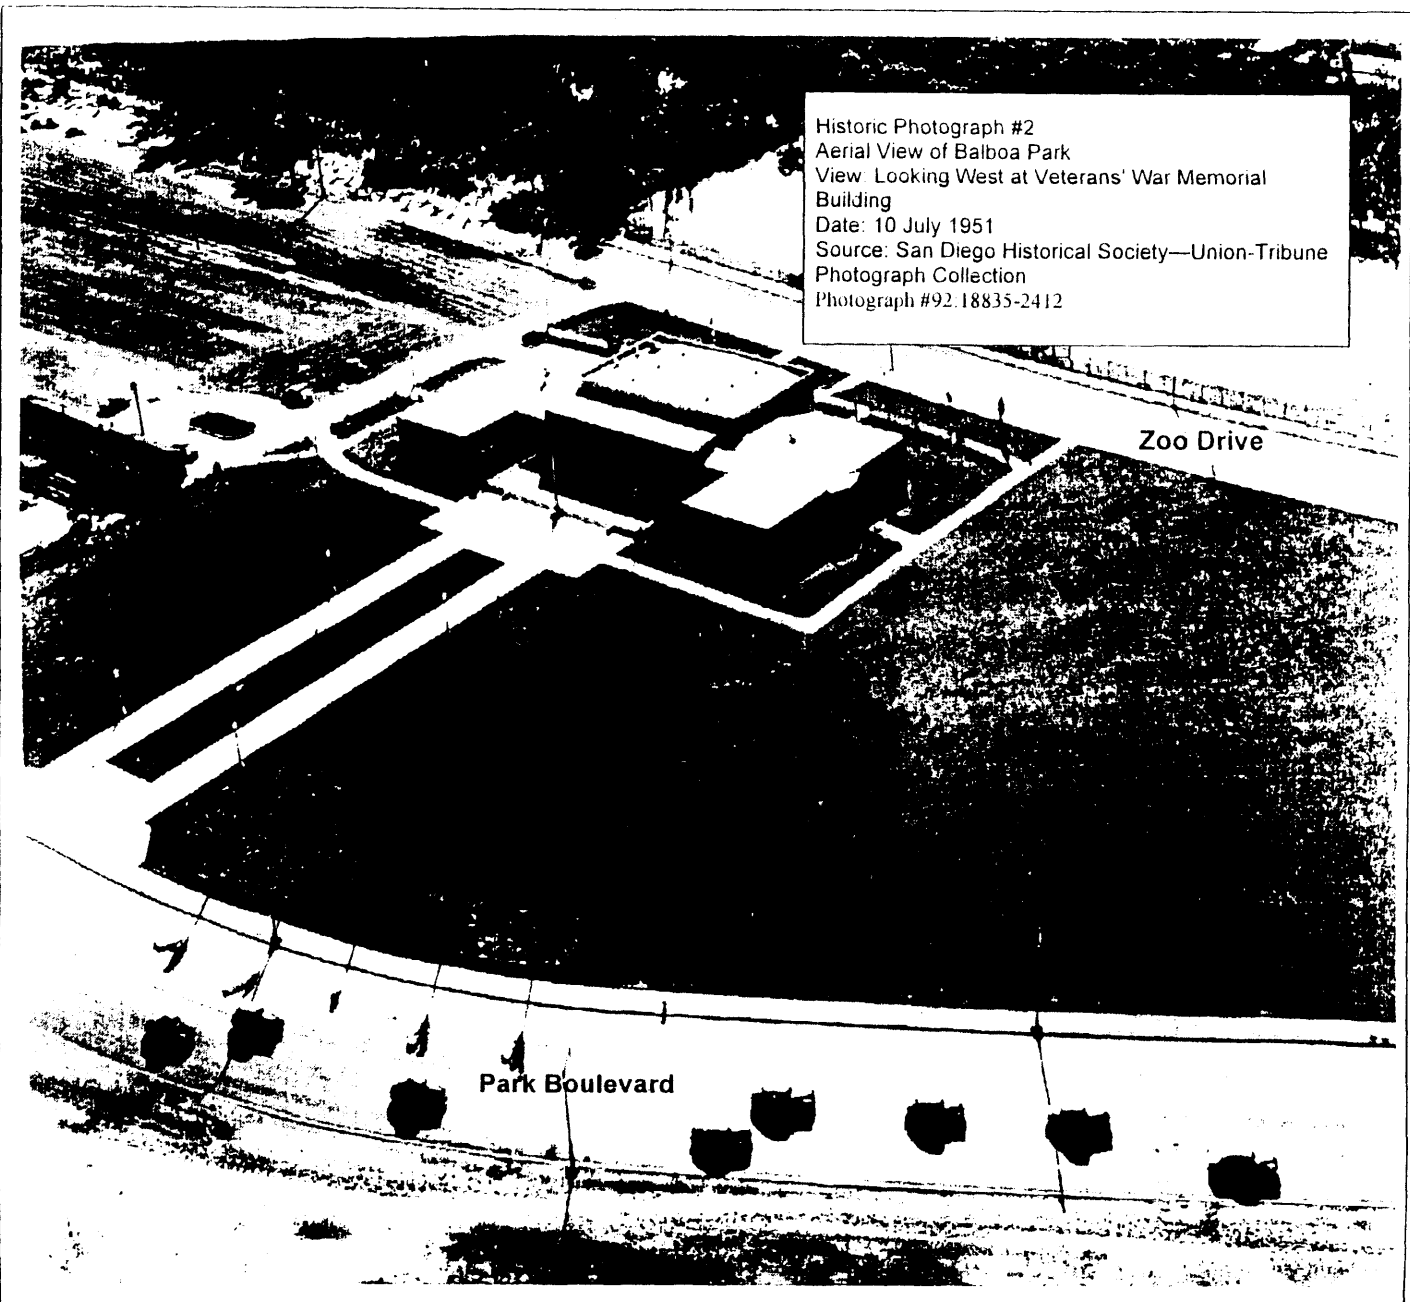 Historic Photograph #2
Aerial View of Balboa Park
View: Looking West at Veterans' War Memorial
Building
Date: 10 July 1951
Source: San Diego Historical Society—Union-Tribune
Photograph Collection
Photograph #92:18835-2412
Zoo Drive
Park Boulevard